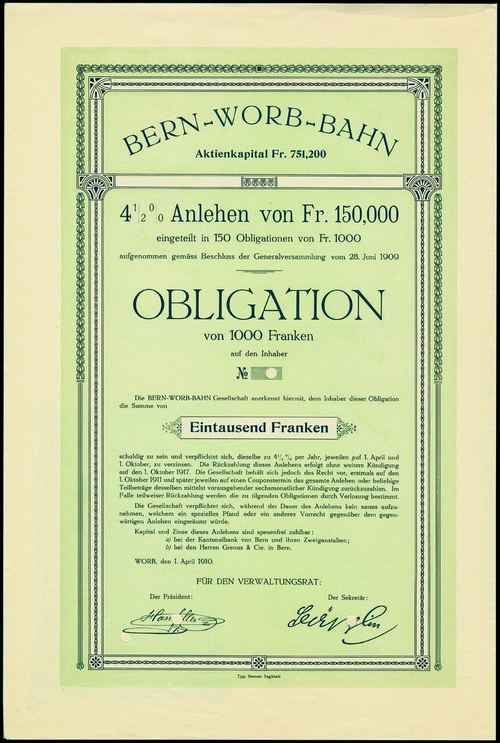 BERN-WORB-BAHN
Aktienkapital Fr. 751,200
4 1/2 0/0 Anlehen von Fr. 150,000
eingeteilt in 150 Obligationen von Fr. 1000
aufgenommen gemäss Beschluss der Generalversammlung vom 28. Juni 1909
OBLIGATION
von 1000 Franken
auf den Inhaber
№
Die BERN-WORB-BAHN Gesellschaft anerkennt hiermit, dem Inhaber dieser Obligation
die Summe von
Eintausend Franken
schuldig zu sein und verpflichtet sich, dieselbe zu 4½ % per Jahr, jeweilen auf 1. April und
1. Oktober, zu verzinsen. Die Rückzahlung dieses Anlehens erfolgt ohne weitere Kündigung
auf den 1. Oktober 1917. Die Gesellschaft behält sich jedoch das Recht vor, erstmals auf den
1. Oktober 1911 und später jeweilen auf einen Coupontermin das gesamte Anlehen oder beliebige
Teilbeträge desselben mittelst vorausgehender sechsmonatlicher Kündigung zurückzuzahlen. Im
Falle teilweiser Rückzahlung werden die zu tilgenden Obligationen durch Verlosung bestimmt.
Die Gesellschaft verpflichtet sich, während der Dauer des Anlehens kein neues aufzu-
nehmen, welchem ein spezielles Pfand oder ein anderes Vorrecht gegenüber dem gegen-
wärtigen Anlehen eingeräumt würde.
Kapital und Zinse dieses Anlehens sind spesenfrei zahlbar:
a) bei der Kantonalbank von Bern und ihren Zweiganstalten;
b) bei den Herren Grenus & Cie. in Bern.
WORB, den 1. April 1910.
FÜR DEN VERWALTUNGSRAT:
Der Präsident:
Der Sekretär:
Typ. Berner Tagblatt